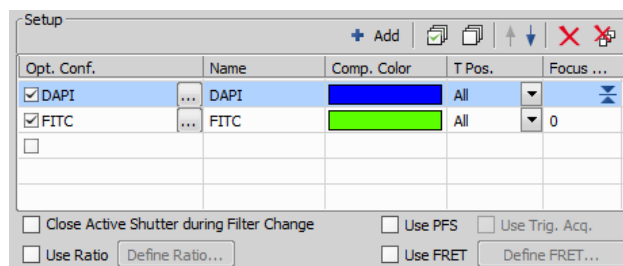 Setup
Add
Opt. Conf. Name Comp. Color T Pos. Focus ...
DAPI ... DAPI All
FITC ... FITC All 0
Close Active Shutter during Filter Change Use PFS Use Trig. Acq.
Use Ratio Define Ratio... Use FRET Define FRET...